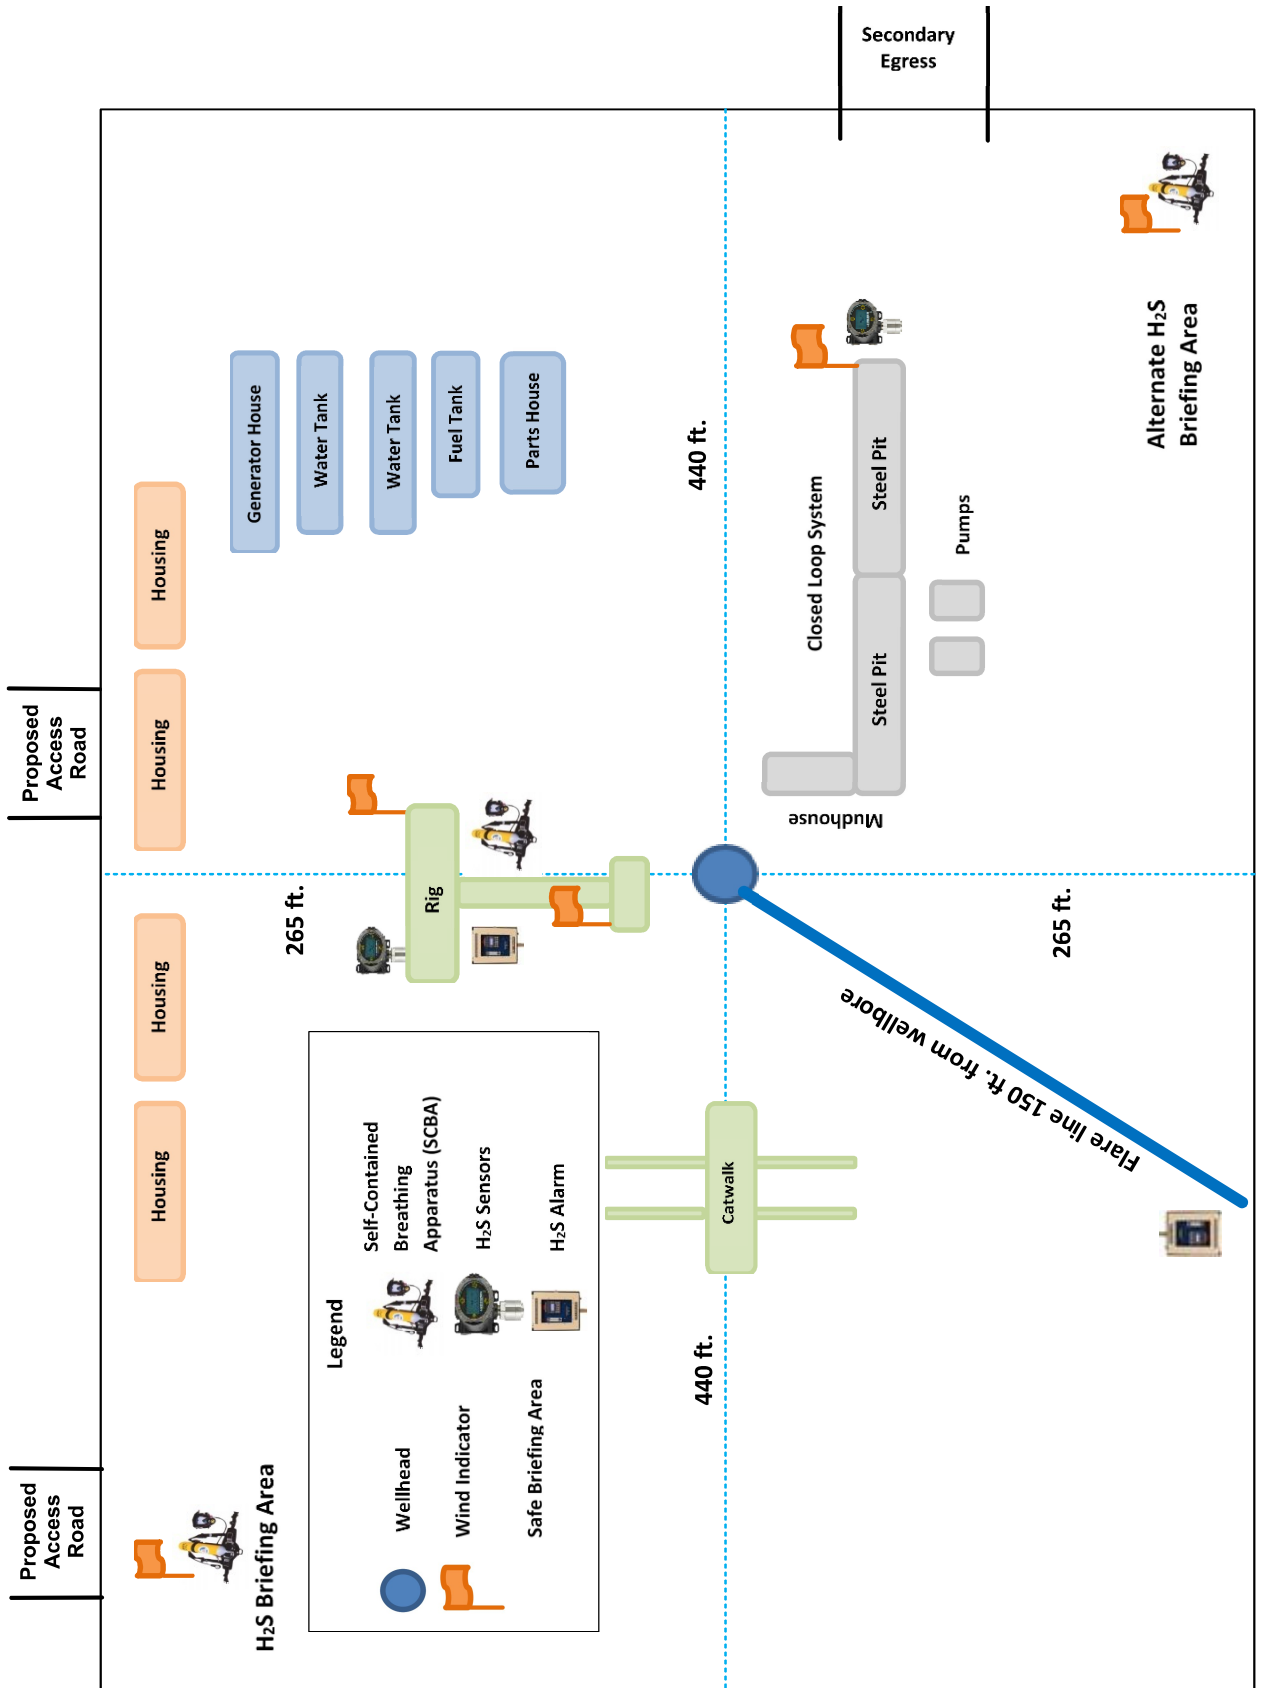 Secondary
Egress
Proposed
Access
Road
Proposed
Access
Road
Housing
Housing
Housing
Housing
Generator House
Water Tank
Water Tank
Fuel Tank
Parts House
440 ft.
Closed Loop System
Steel Pit
Steel Pit
Pumps
Mudhouse
Alternate H₂S
Briefing Area
Rig
265 ft.
265 ft.
Flare line 150 ft. from wellbore
Catwalk
440 ft.
H₂S Briefing Area
Legend
Wellhead
Wind Indicator
Safe Briefing Area
Self-Contained
Breathing
Apparatus (SCBA)
H₂S Sensors
H₂S Alarm